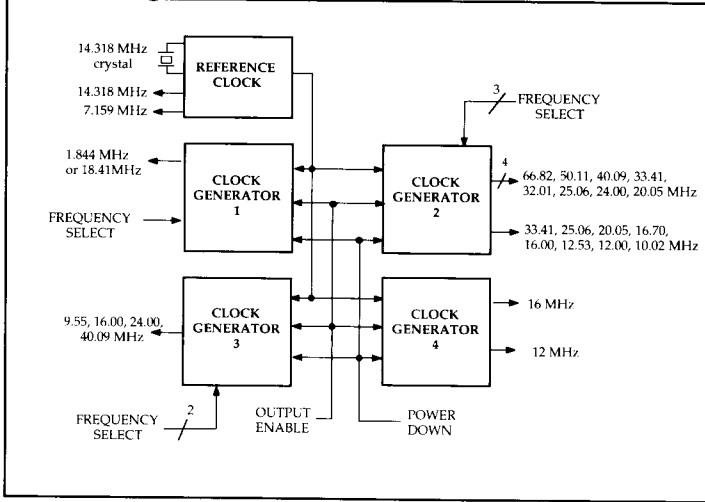 14.318 MHz
crystal
REFERENCE
CLOCK
14.318 MHz
7.159 MHz
3
FREQUENCY
SELECT
1.844 MHz
or 18.41MHz
CLOCK
GENERATOR
1
FREQUENCY
SELECT
CLOCK
GENERATOR
2
4
66.82, 50.11, 40.09, 33.41,
32.01, 25.06, 24.00, 20.05 MHz
33.41, 25.06, 20.05, 16.70,
16.00, 12.53, 12.00, 10.02 MHz
9.55, 16.00, 24.00,
40.09 MHz
CLOCK
GENERATOR
3
CLOCK
GENERATOR
4
16 MHz
12 MHz
FREQUENCY
SELECT
2
OUTPUT
ENABLE
POWER
DOWN